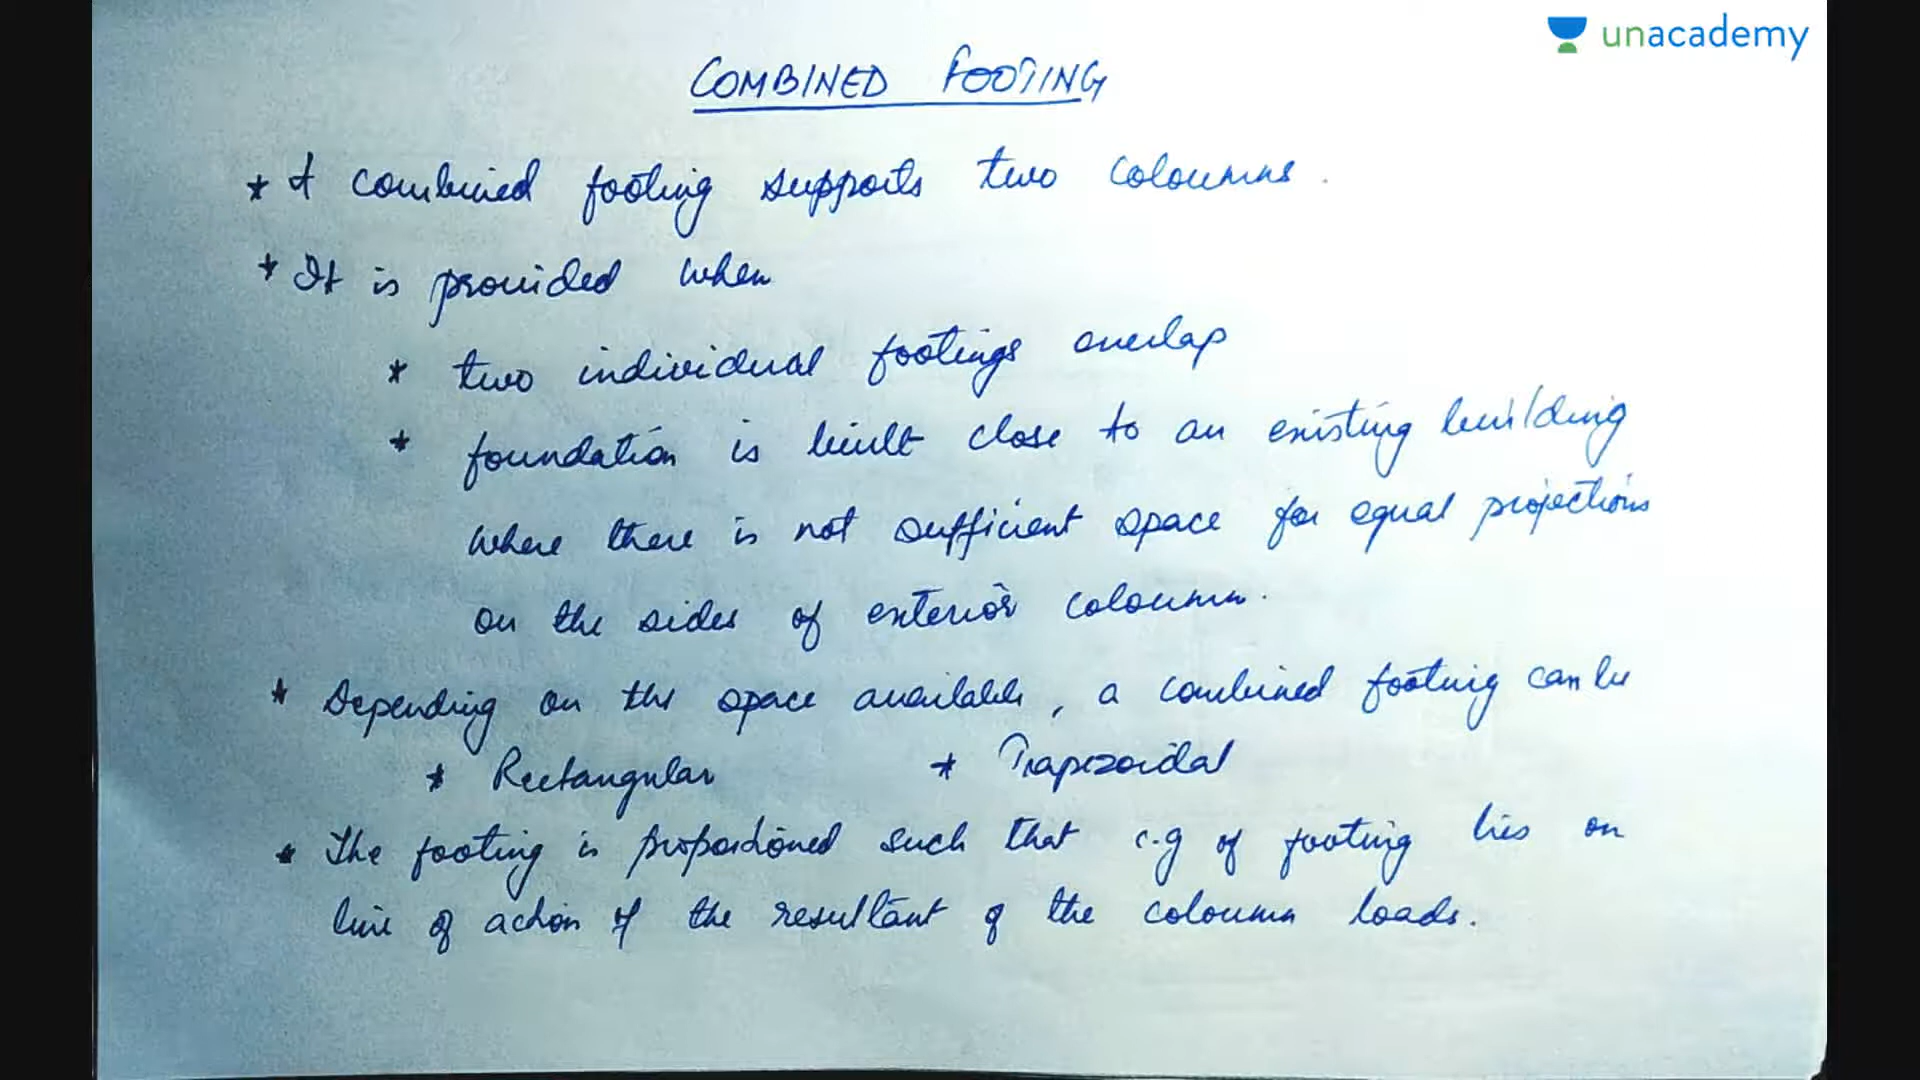 unacademy
COMBINED FOOTING
* A combined footing supports two coloumns.
* It is provided when
* two individual footings overlap
* foundation is built close to an existing building
where there is not sufficient space for equal projections
on the sides of exterior coloumn.
* Depending on the space available, a combined footing can be
* Rectangular * Trapezoidal
* The footing is proportioned such that c.g of footing lies on
line of action of the resultant of the coloumn loads.